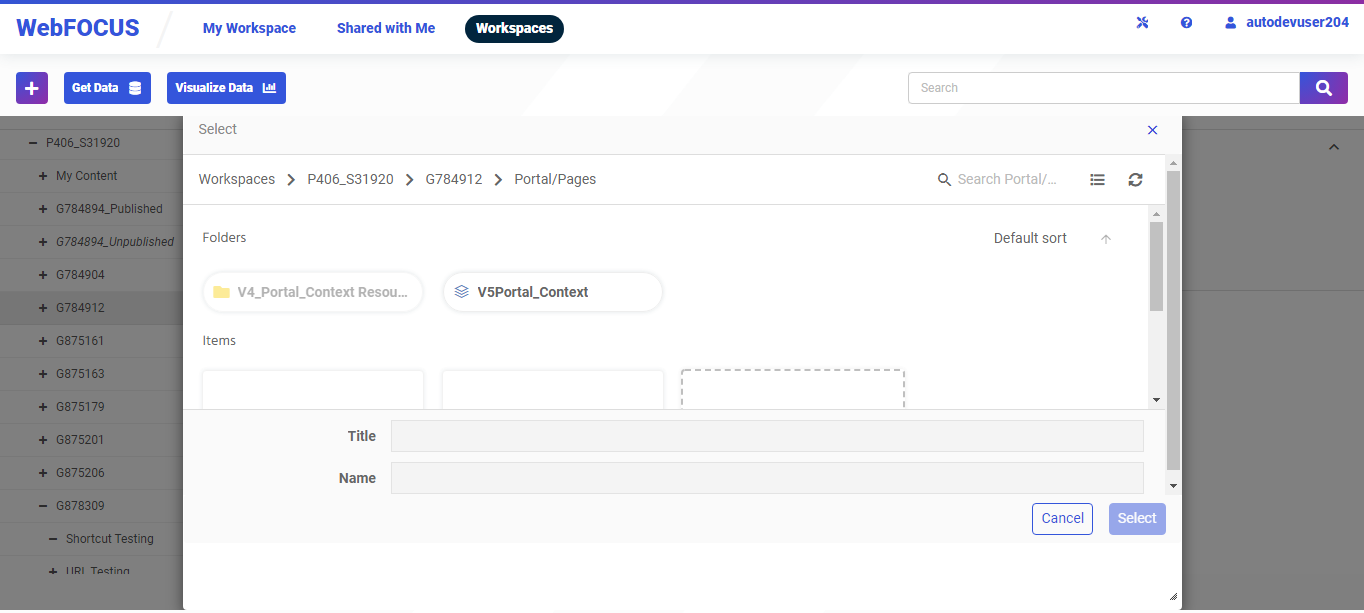 WebFOCUS
My Workspace
Shared with Me
Workspaces
autodevuser204
Get Data
Visualize Data
Search
P406_S31920
My Content
G784894_Published
G784894_Unpublished
G784904
G784912
G875161
G875163
G875179
G875201
G875206
G878309
Shortcut Testing
URL Testing
Select
Workspaces > P406_S31920 > G784912 > Portal/Pages
Search Portal/...
Folders
Default sort
V4_Portal_Context Resou...
V5Portal_Context
Items
Title
Name
Cancel
Select